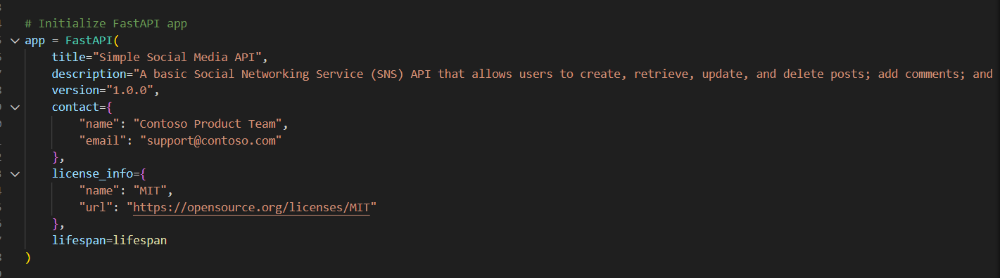 # Initialize FastAPI app
app = FastAPI(
    title="Simple Social Media API",
    description="A basic Social Networking Service (SNS) API that allows users to create, retrieve, update, and delete posts; add comments; and
    version="1.0.0",
    contact={
        "name": "Contoso Product Team",
        "email": "support@contoso.com"
    },
    license_info={
        "name": "MIT",
        "url": "https://opensource.org/licenses/MIT"
    },
    lifespan=lifespan
)